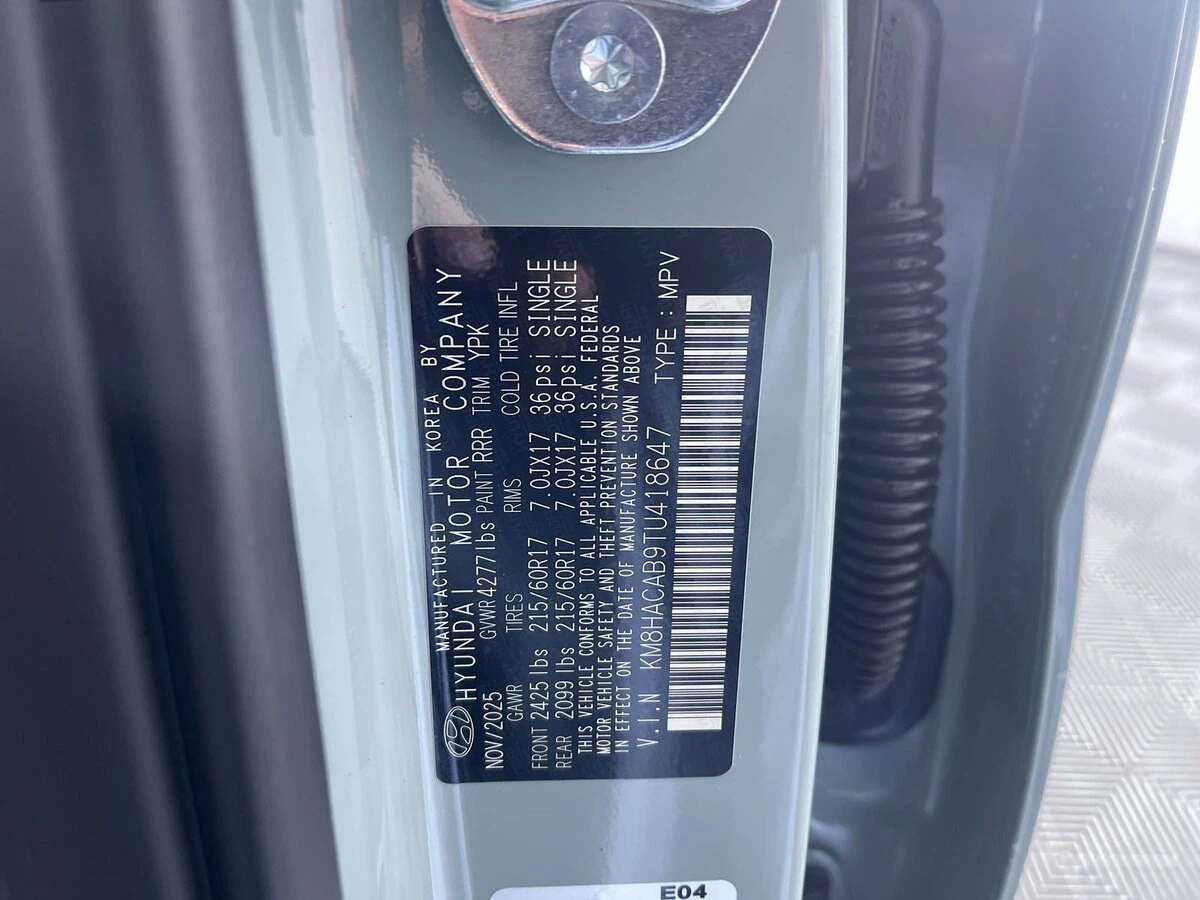 MANUFACTURED IN KOREA BY
HYUNDAI MOTOR COMPANY
NOV/2025 GVWR 4277 lbs PAINT RRR TRIM YPK
GAWR TIRES RIMS COLD TIRE INFL
FRONT 2425 lbs 215/60R17 7.0JX17 36psi SINGLE
REAR 2099 lbs 215/60R17 7.0JX17 36psi SINGLE
THIS VEHICLE CONFORMS TO ALL APPLICABLE U.S.A. FEDERAL
MOTOR VEHICLE SAFETY AND THEFT PREVENTION STANDARDS
IN EFFECT ON THE DATE OF MANUFACTURE SHOWN ABOVE
V.I.N KM8HACAB9TU418647 TYPE : MPV
E04